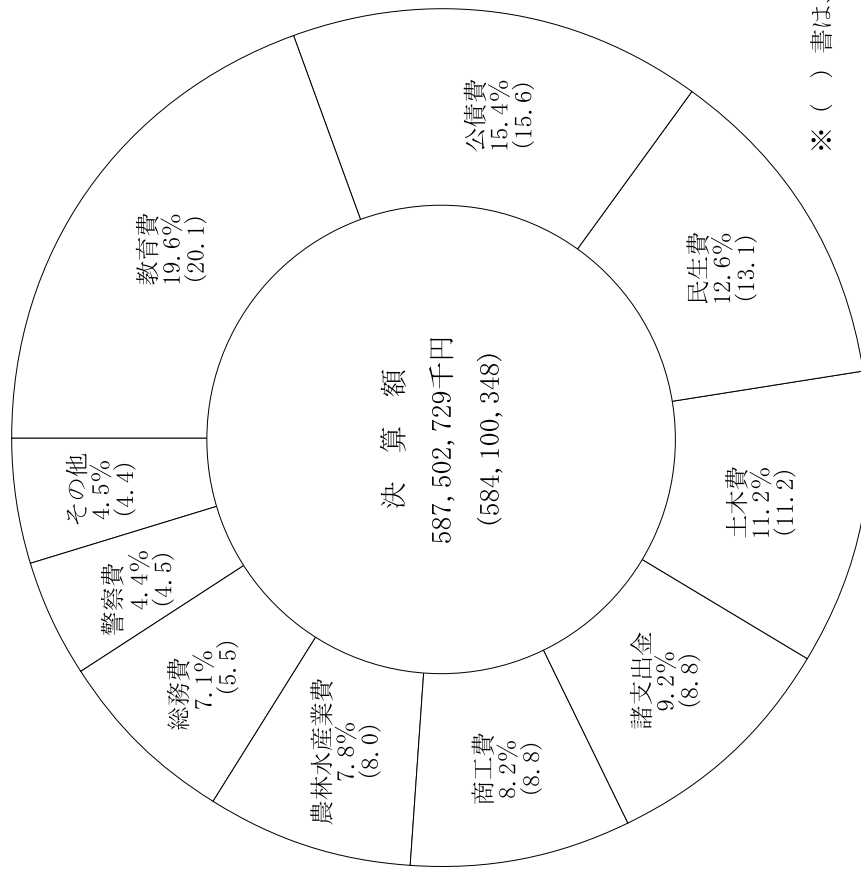 決 算 額
587,502,729千円
(584,100,348)
教育費
19.6%
(20.1)
公債費
15.4%
(15.6)
民生費
12.6%
(13.1)
土木費
11.2%
(11.2)
諸支出金
9.2%
(8.8)
商工費
8.2%
(8.8)
農林水産業費
7.8%
(8.0)
総務費
7.1%
(5.5)
警察費
4.4%
(4.5)
その他
4.5%
(4.4)
※( ) 書は、